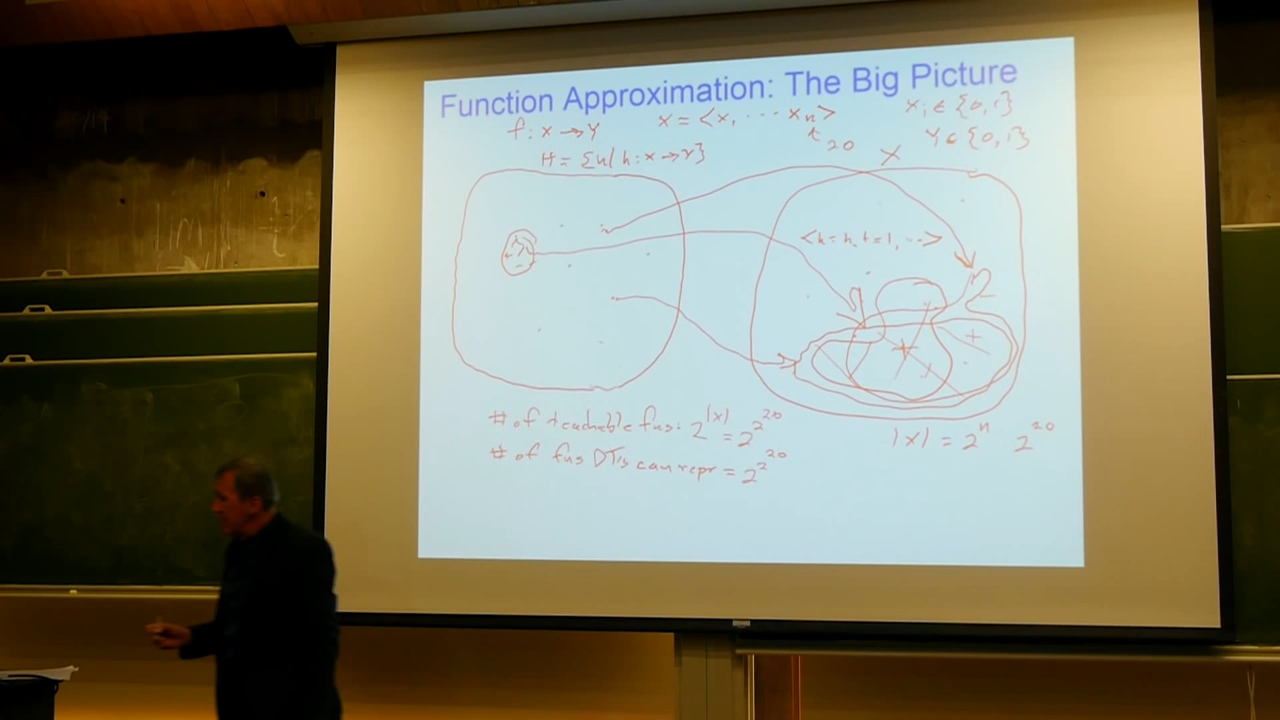 Function Approximation: The Big Picture
f: X → Y
X = <x, ... xn>
Xi ∈ {0,1}
20
Y ∈ {0,1}
H = {h| h: X → Y}
X
<h=h, t=1, ...>
# of teachable fns: 2^|X| = 2^2^20
|X| = 2^n 2^20
# of fns DT's can repr = 2^2^20